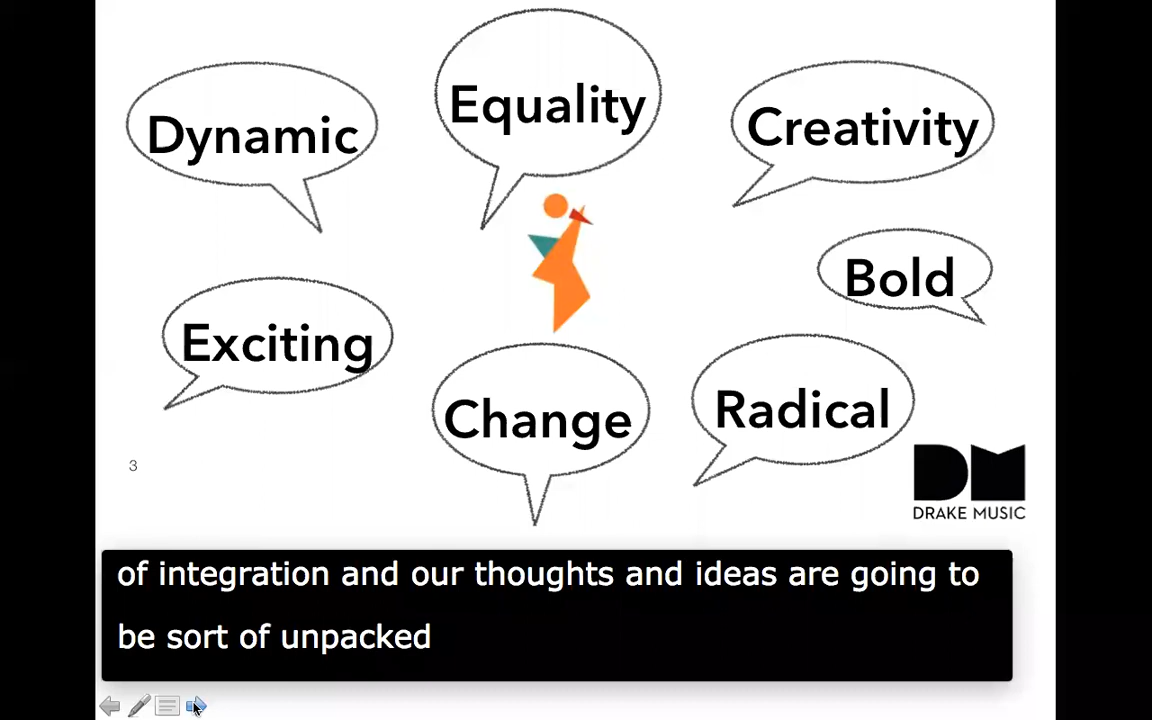 Dynamic
Equality
Creativity
Bold
Exciting
Change
Radical
3
DM
DRAKE MUSIC
of integration and our thoughts and ideas are going to
be sort of unpacked